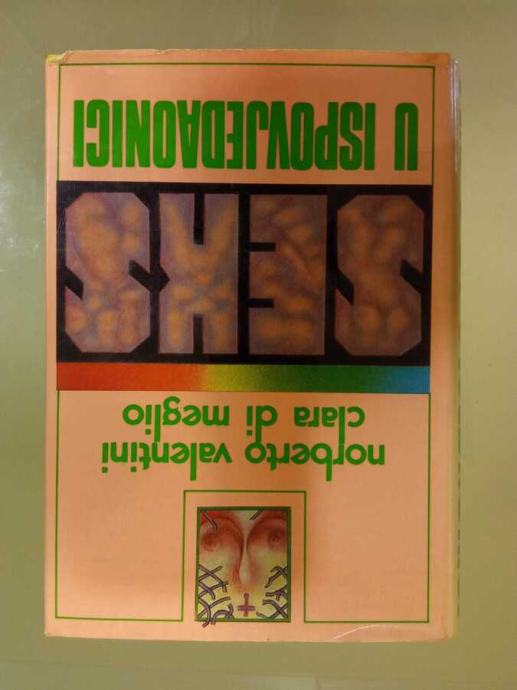 norberto valentini
clara di meglio
SEKS
U ISPOVJEDAONICI